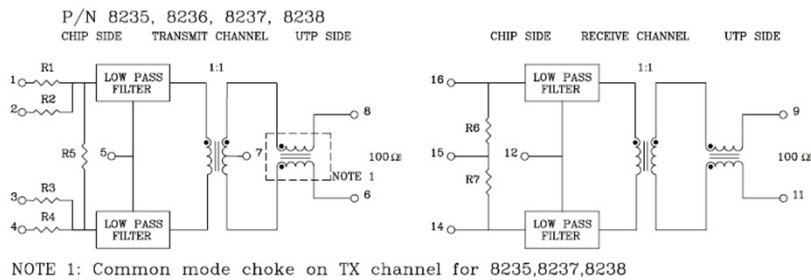 P/N 8235, 8236, 8237, 8238
CHIP SIDE TRANSMIT CHANNEL UTP SIDE
1:1
1
R1
2
R2
LOW PASS
FILTER
8
R5
5
7
100Ω
NOTE 1
3
R3
4
R4
LOW PASS
FILTER
6
CHIP SIDE RECEIVE CHANNEL UTP SIDE
1:1
16
LOW PASS
FILTER
9
R6
15
12
100Ω
R7
14
LOW PASS
FILTER
11
NOTE 1: Common mode choke on TX channel for 8235,8237,8238